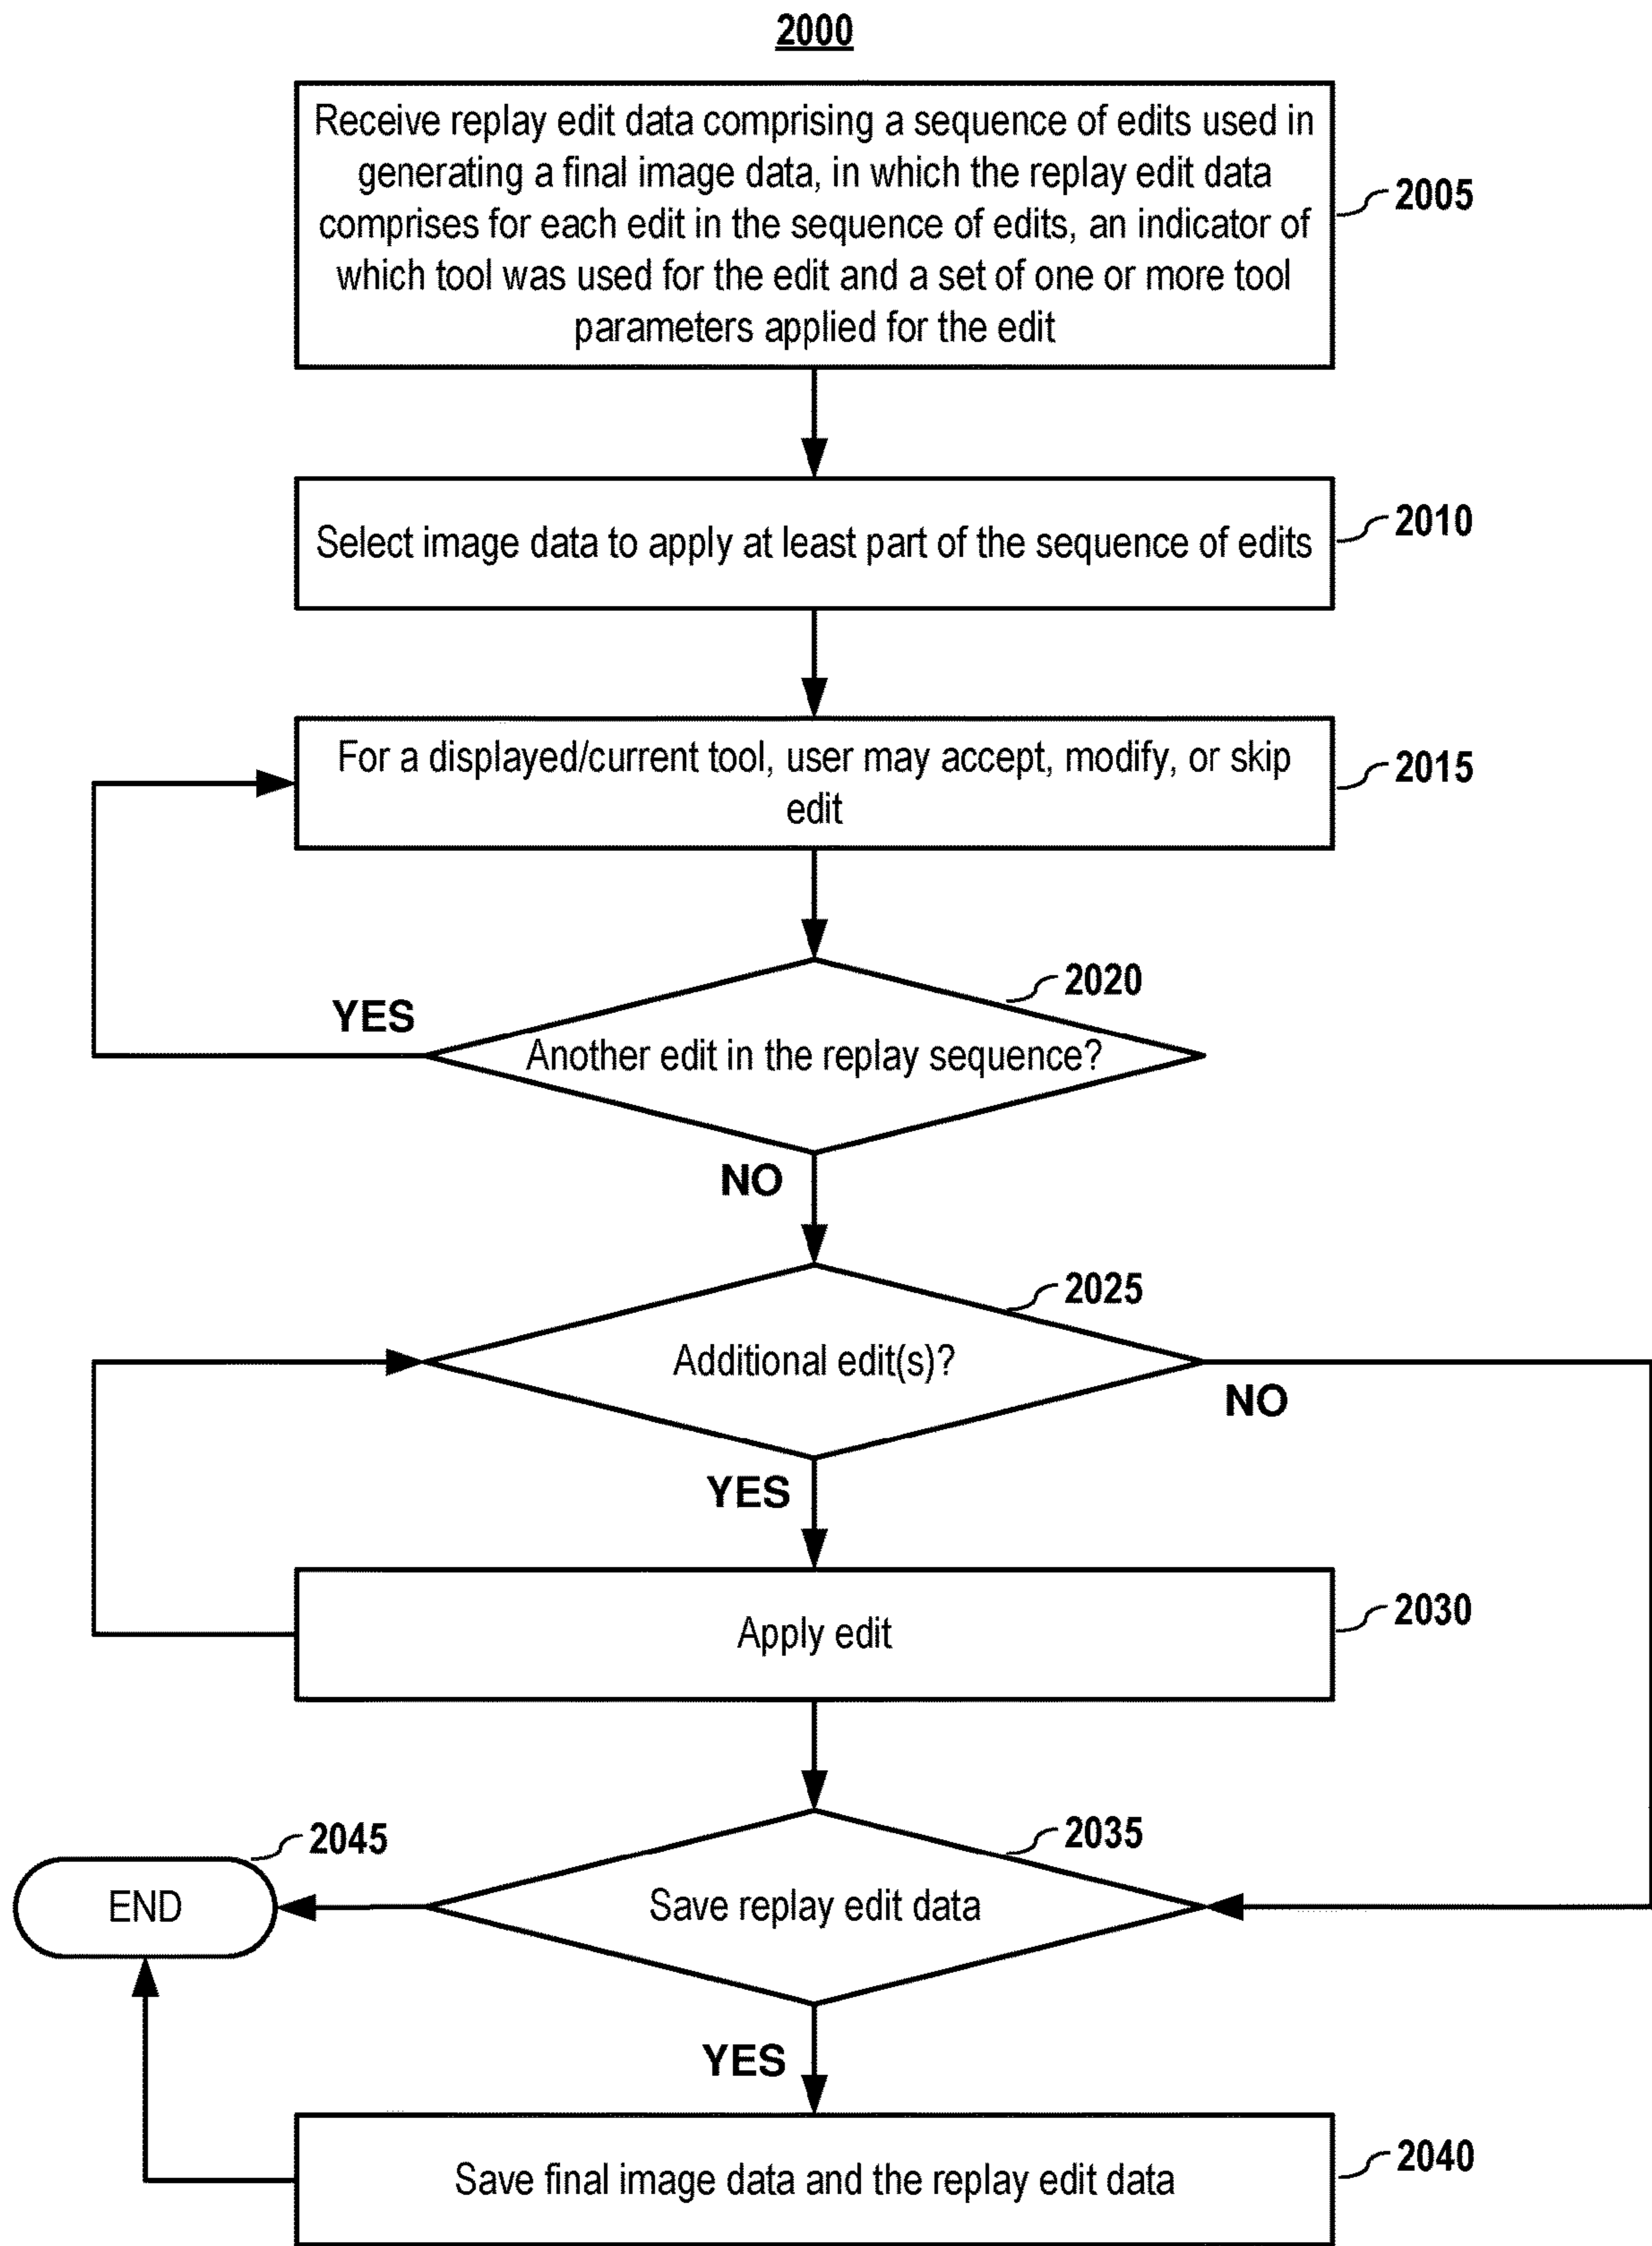 2000
Receive replay edit data comprising a sequence of edits used in
generating a final image data, in which the replay edit data
comprises for each edit in the sequence of edits, an indicator of
which tool was used for the edit and a set of one or more tool
parameters applied for the edit
2005
Select image data to apply at least part of the sequence of edits
2010
For a displayed/current tool, user may accept, modify, or skip
edit
2015
2020
YES
Another edit in the replay sequence?
NO
2025
Additional edit(s)?
NO
YES
Apply edit
2030
2045
2035
END
Save replay edit data
YES
Save final image data and the replay edit data
2040